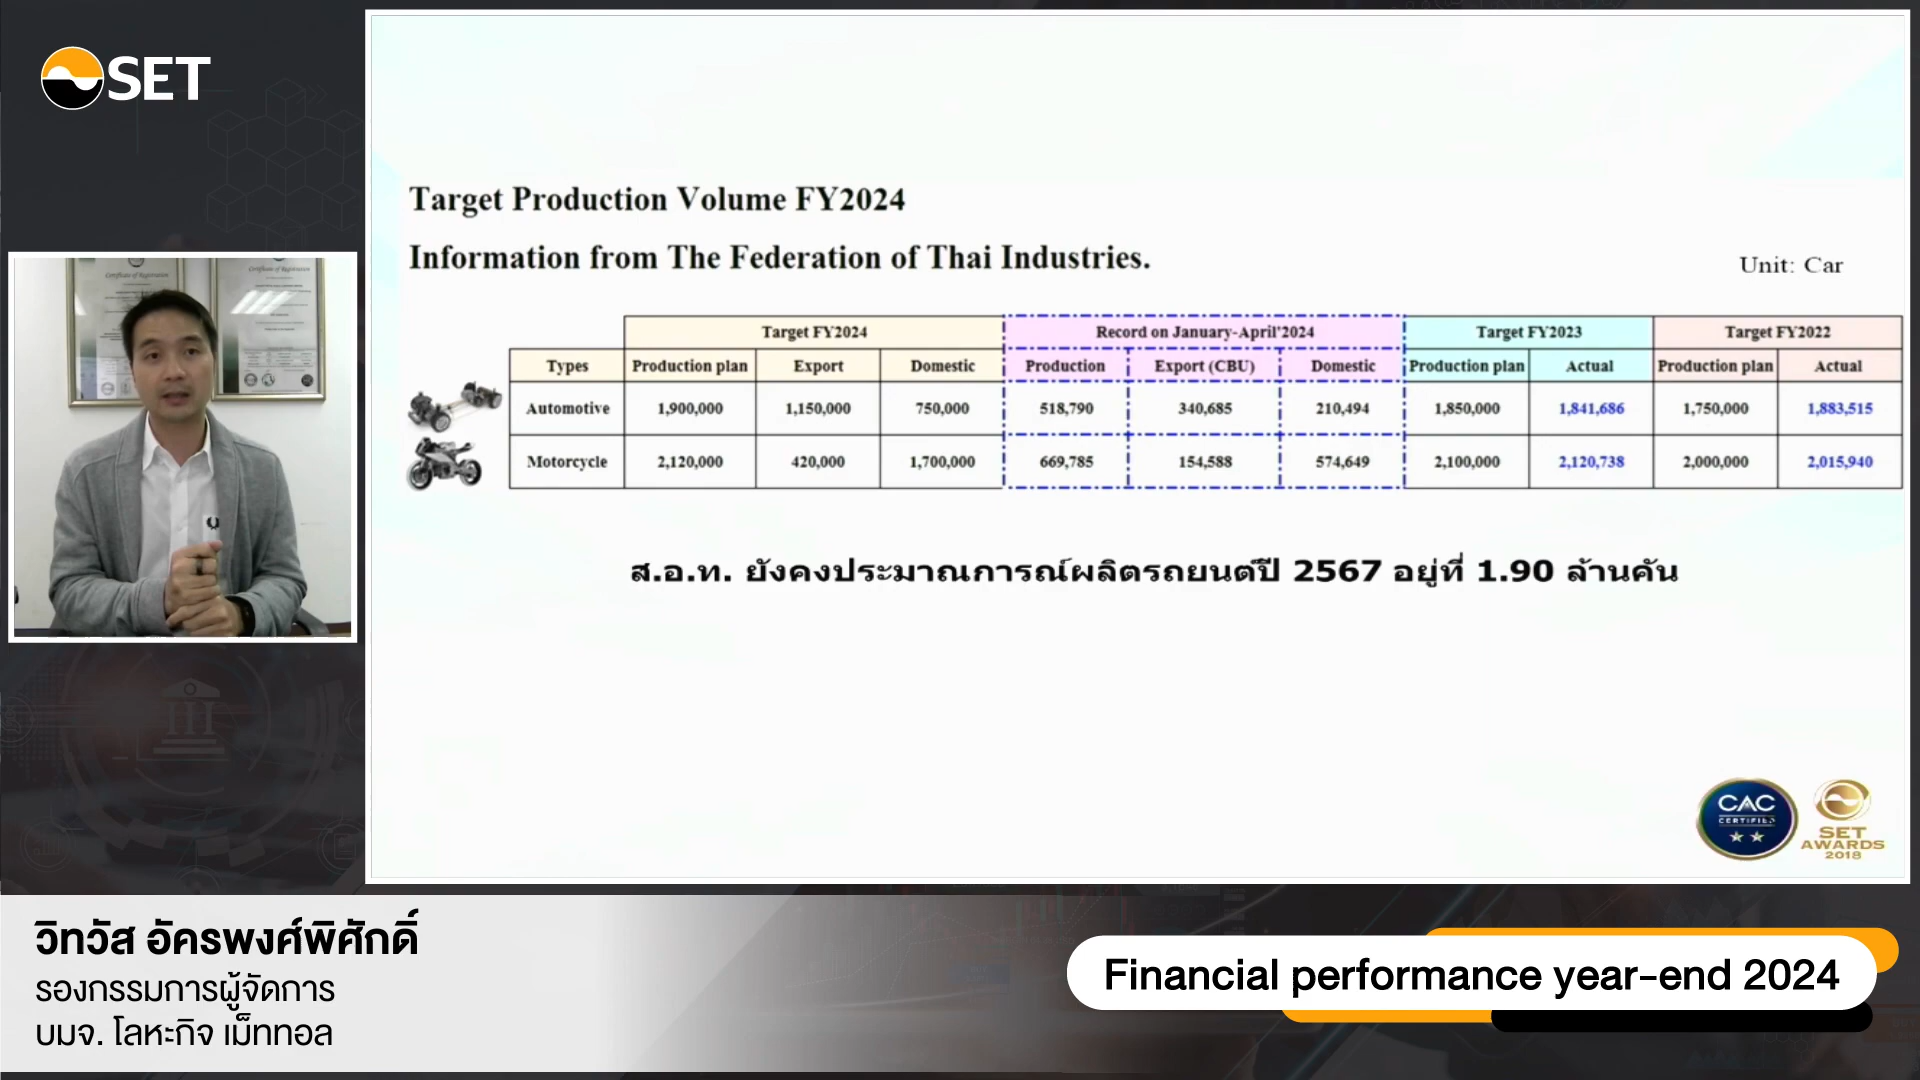 SET
Certificate of Registration
Certificate of Registration
Target Production Volume FY2024
Information from The Federation of Thai Industries.
Unit: Car
Target FY2024 Record on January-April'2024 Target FY2023 Target FY2022
Types Production plan Export Domestic Production Export (CBU) Domestic Production plan Actual Production plan Actual
Automotive 1,900,000 1,150,000 750,000 518,790 340,685 210,494 1,850,000 1,841,686 1,750,000 1,883,515
Motorcycle 2,120,000 420,000 1,700,000 669,785 154,588 574,649 2,100,000 2,120,738 2,000,000 2,015,940
ส.อ.ท. ยังคงประมาณการณ์ผลิตรถยนต์ปี 2567 อยู่ที่ 1.90 ล้านคัน
CAC
CERTIFIED
SET
AWARDS
2018
วิทวัส อัครพงศ์พิศักดิ์
รองกรรมการผู้จัดการ
บมจ. โลหะกิจ เม็ททอล
Financial performance year-end 2024